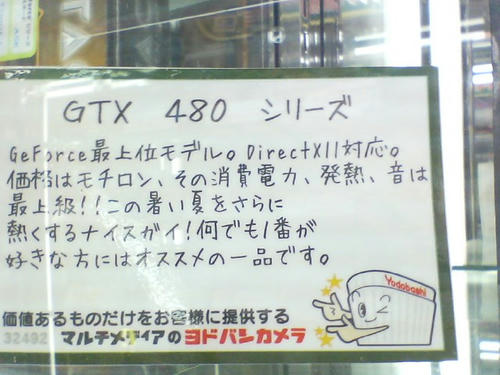 GTX 480 シリーズ
GeForce最上位モデル。DirectX11対応。
価格はモチロン、その消費電力、発熱、音は
最上級!!この暑い夏をさらに
熱くするナイスガイ!何でも1番が
好きな方にはオススメの一品です。
Yodobashi
価値あるものだけをお客様に提供する
32492 マルチメディアのヨドバシカメラ